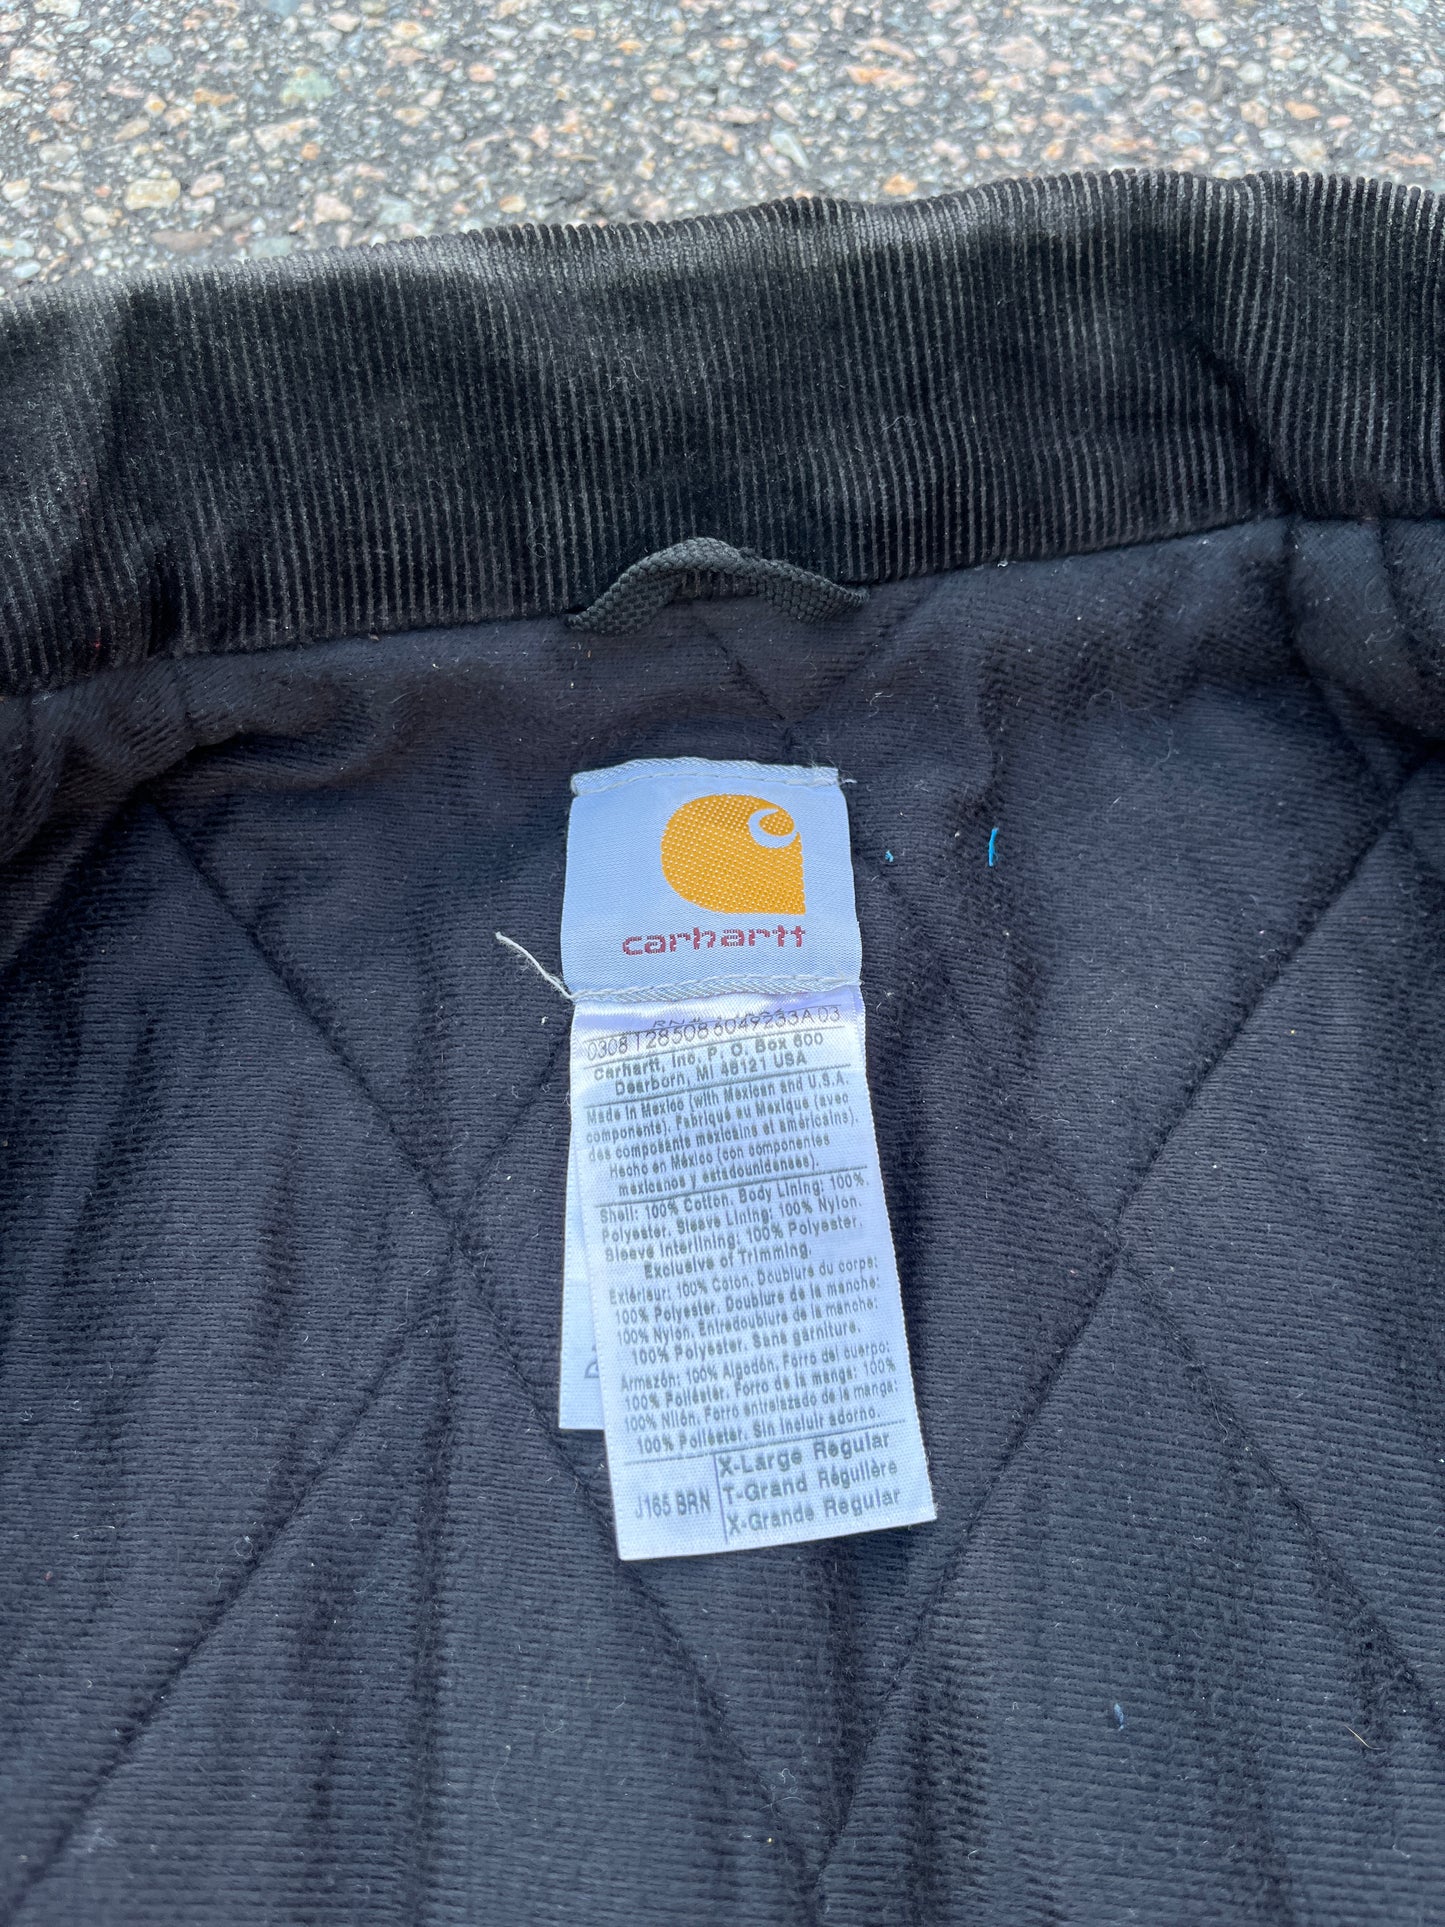 carhartt
0308128508 6049233A03
Carhartt, Inc. P. O. Box 600
Dearborn, MI 48121 USA
Made in Mexico (with Mexican and U.S.A.
components). Fabriqué au Mexique (avec
des composants mexicains et américains).
Hecho en México (con componentes
mexicanos y estadounidenses).
Shell: 100% Cotton. Body Lining: 100%
Polyester. Sleeve Lining: 100% Nylon.
Sleeve Interlining: 100% Polyester.
Exclusive of Trimming.
Extérieur: 100% Coton. Doublure du corps:
100% Polyester. Doublure de la manche:
100% Nylon. Entredoublure de la manche:
100% Polyester. Sans garniture.
Armazón: 100% Algodón. Forro del cuerpo:
100% Poliéster. Forro de la manga: 100%
100% Nilón. Forro entrelazado de la manga:
100% Poliéster. Sin incluir adorno.
J165 BRN
X-Large Regular
T-Grand Régulière
X-Grande Regular